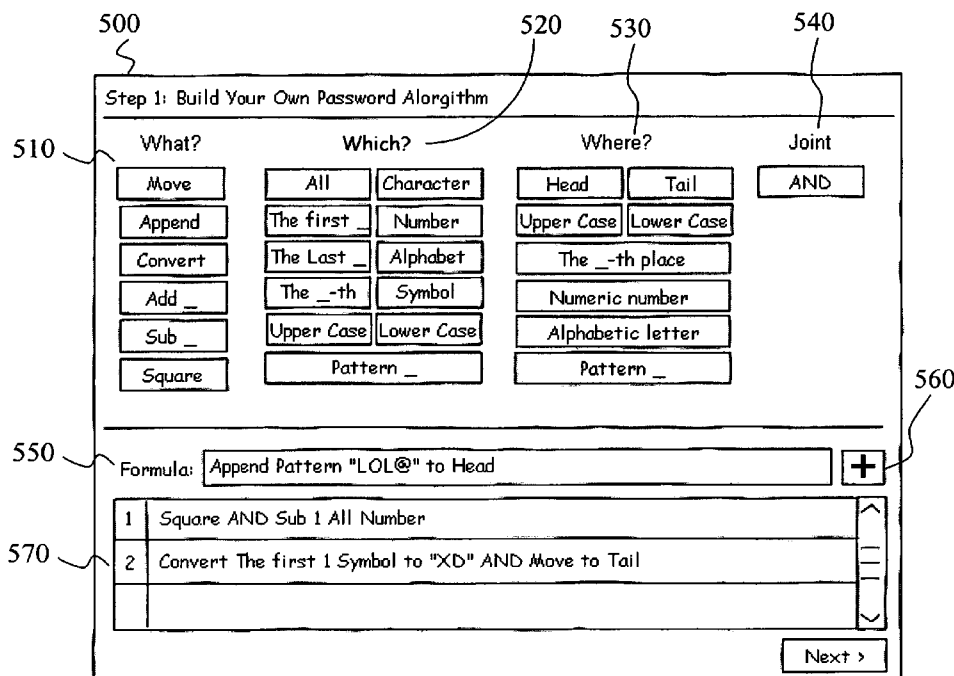 500
520
530
540
Step 1: Build Your Own Password Alorgithm
510
What? Which? Where? Joint
Move All Character Head Tail AND
Append The first _ Number Upper Case Lower Case
Convert The Last _ Alphabet The _-th place
Add _ The _-th Symbol Numeric number
Sub _ Upper Case Lower Case Alphabetic letter
Square Pattern _ Pattern _
560
550
Formula: Append Pattern "LOL@" to Head +
1 Square AND Sub 1 All Number
570
2 Convert The first 1 Symbol to "XD" AND Move to Tail
Next >